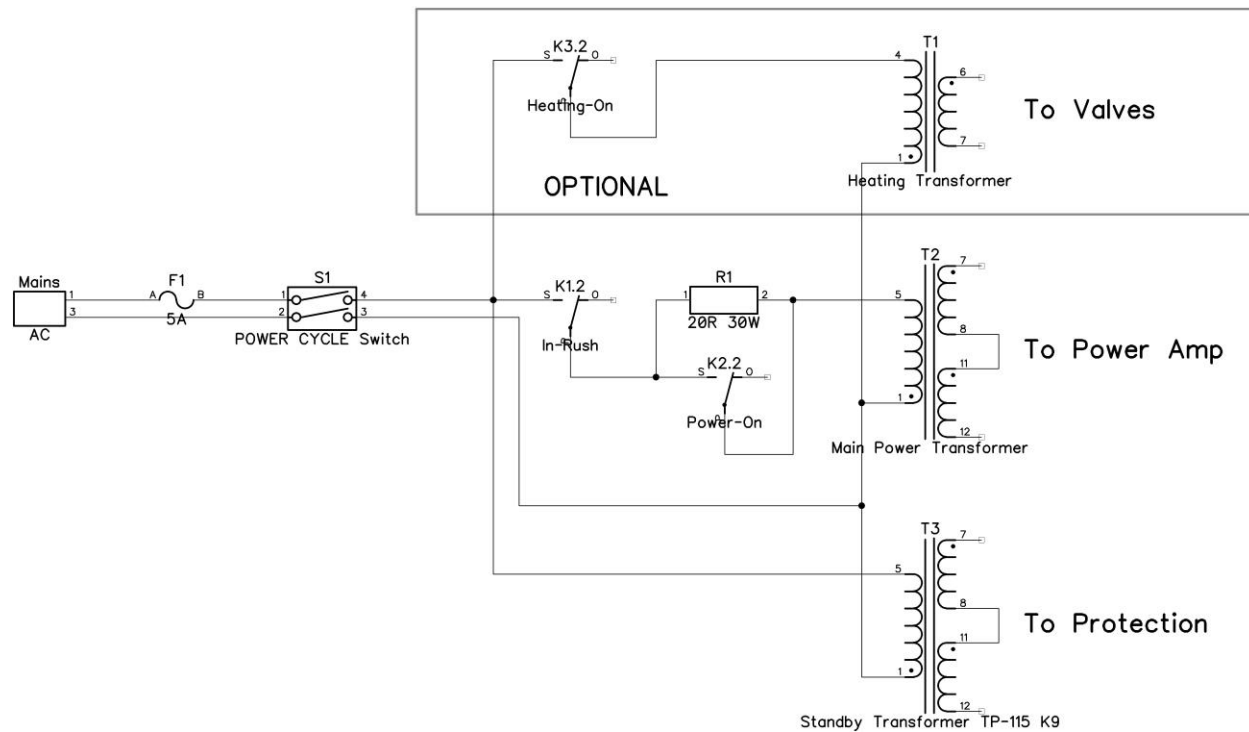 K3.2
S O
P
Heating-On
OPTIONAL
T1
4
1
6
7
Heating Transformer
To Valves
Mains
1
3
AC
F1
A B
5A
S1
1 4
2 3
POWER CYCLE Switch
K1.2
S O
P
In-Rush
R1
1 2
20R 30W
K2.2
S O
P
Power-On
T2
5
1
7
8
11
12
Main Power Transformer
To Power Amp
T3
5
1
7
8
11
12
Standby Transformer TP-115 K9
To Protection